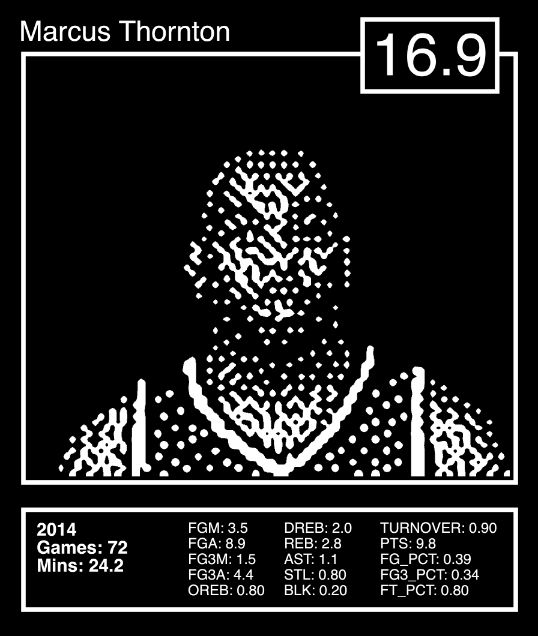 Marcus Thornton
16.9
2014
Games: 72
Mins: 24.2
FGM: 3.5
FGA: 8.9
FG3M: 1.5
FG3A: 4.4
OREB: 0.80
DREB: 2.0
REB: 2.8
AST: 1.1
STL: 0.80
BLK: 0.20
TURNOVER: 0.90
PTS: 9.8
FG_PCT: 0.39
FG3_PCT: 0.34
FT_PCT: 0.80